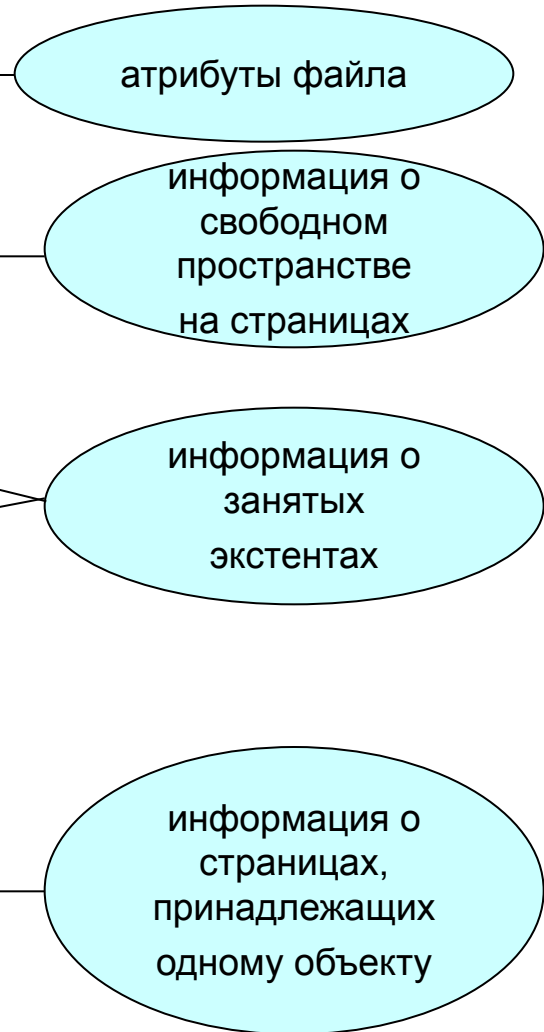 атрибуты файла
информация о
свободном
пространстве
на страницах
информация о
занятых
экстентах
информация о
страницах,
принадлежащих
одному объекту